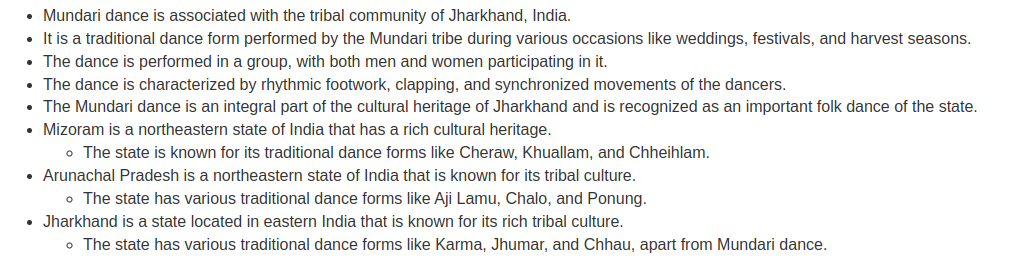 • Mundari dance is associated with the tribal community of Jharkhand, India.
• It is a traditional dance form performed by the Mundari tribe during various occasions like weddings, festivals, and harvest seasons.
• The dance is performed in a group, with both men and women participating in it.
• The dance is characterized by rhythmic footwork, clapping, and synchronized movements of the dancers.
• The Mundari dance is an integral part of the cultural heritage of Jharkhand and is recognized as an important folk dance of the state.
• Mizoram is a northeastern state of India that has a rich cultural heritage.
◦ The state is known for its traditional dance forms like Cheraw, Khuallam, and Chheihlam.
• Arunachal Pradesh is a northeastern state of India that is known for its tribal culture.
◦ The state has various traditional dance forms like Aji Lamu, Chalo, and Ponung.
• Jharkhand is a state located in eastern India that is known for its rich tribal culture.
◦ The state has various traditional dance forms like Karma, Jhumar, and Chhau, apart from Mundari dance.